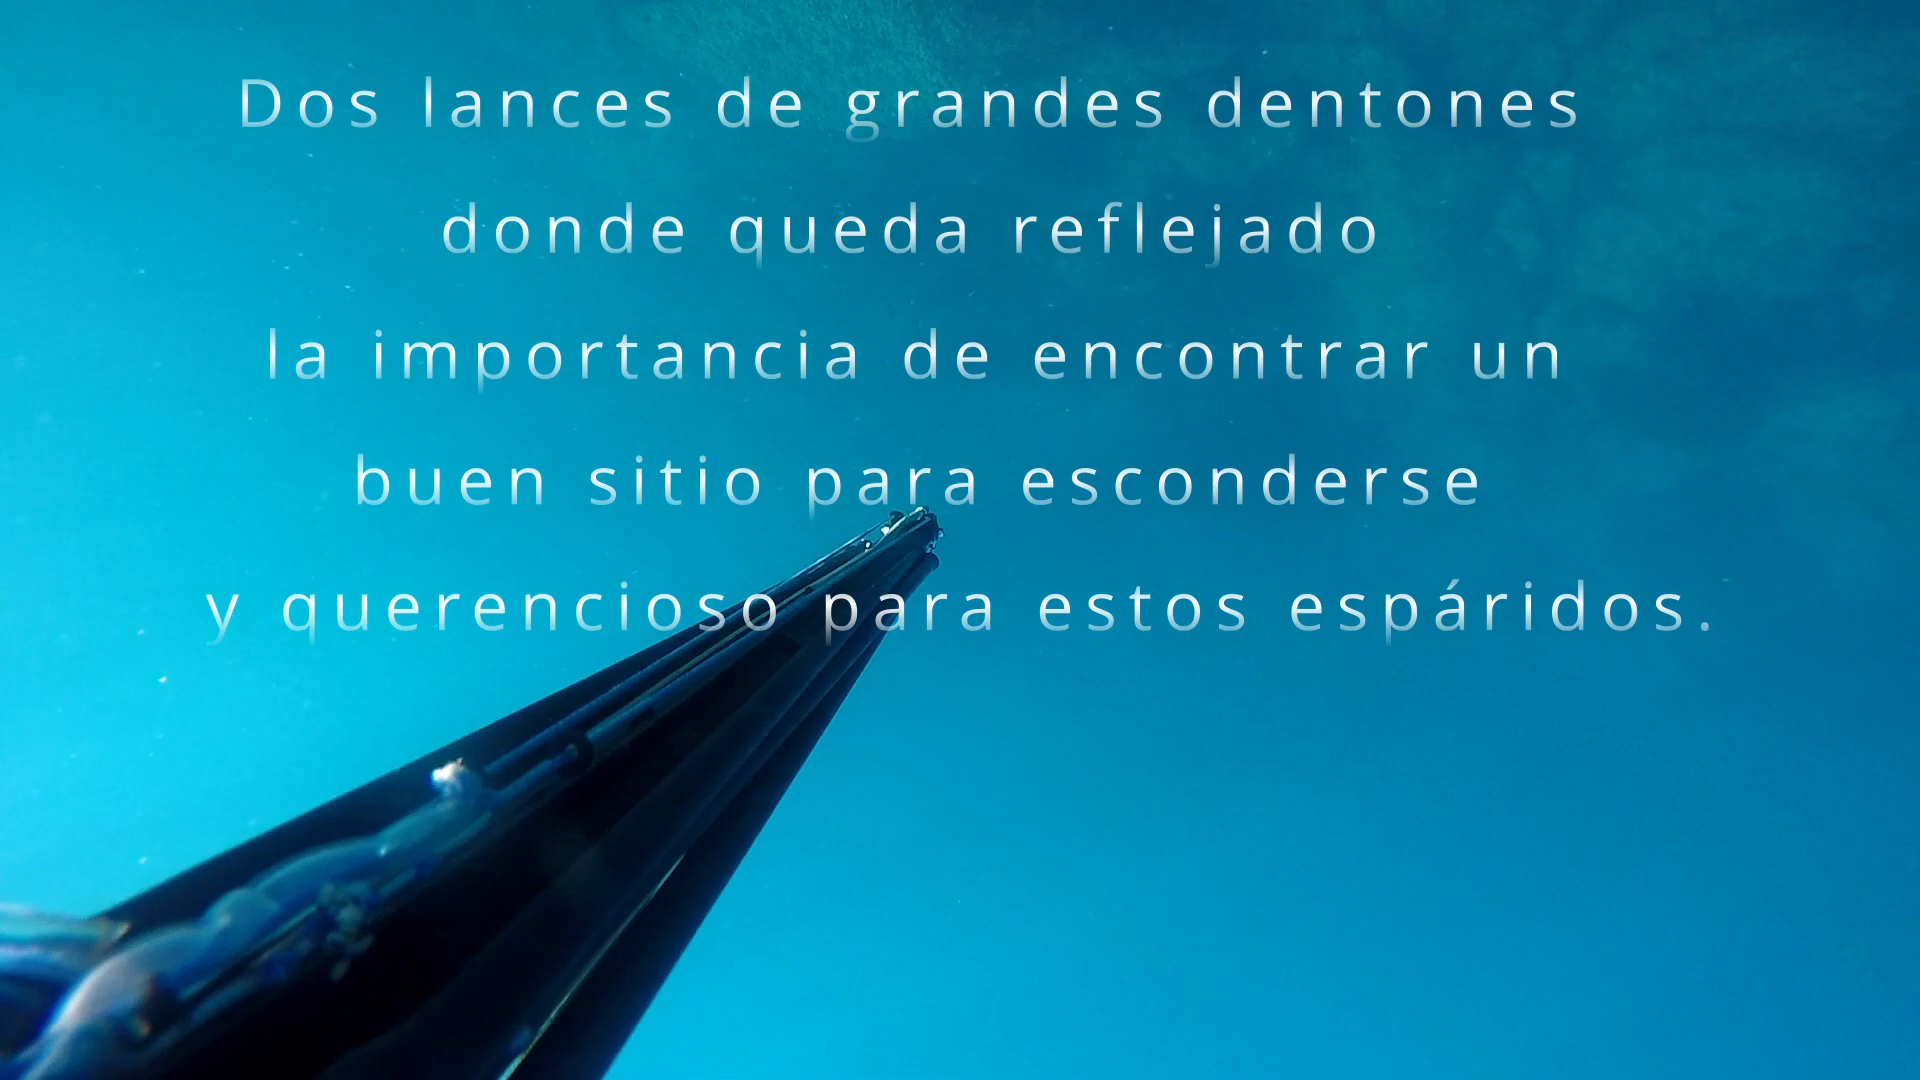 Dos lances de grandes dentones
donde queda reflejado
la importancia de encontrar un
buen sitio para esconderse
y querencioso para estos espáridos.